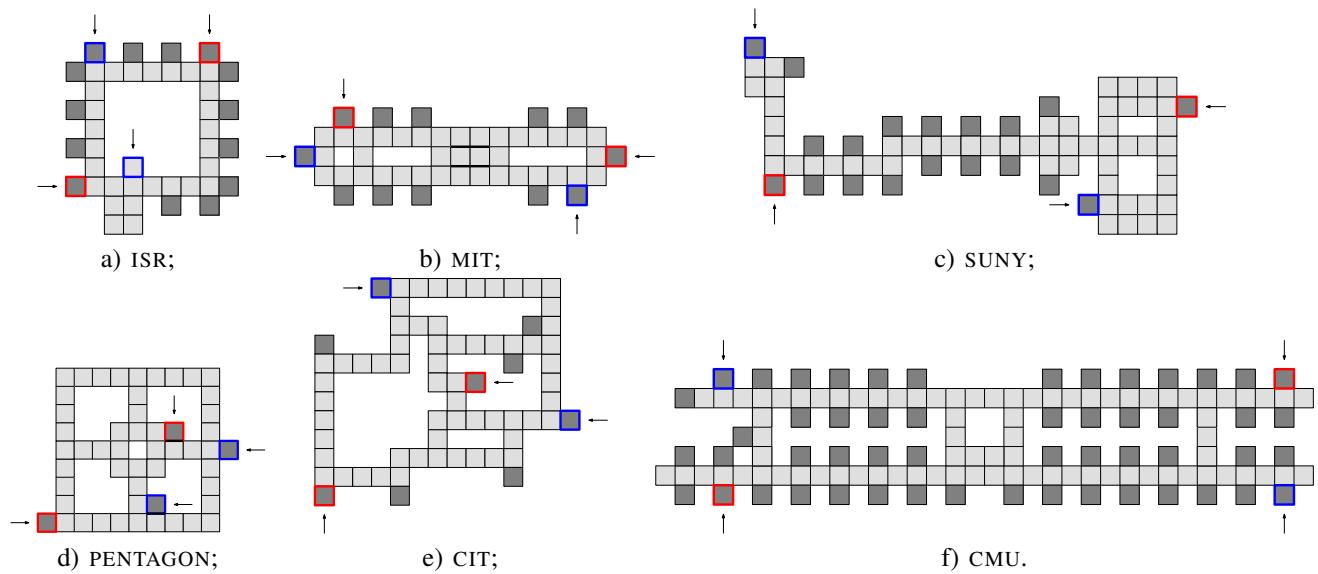 a) ISR;
b) MIT;
c) SUNY;
d) PENTAGON;
e) CIT;
f) CMU.